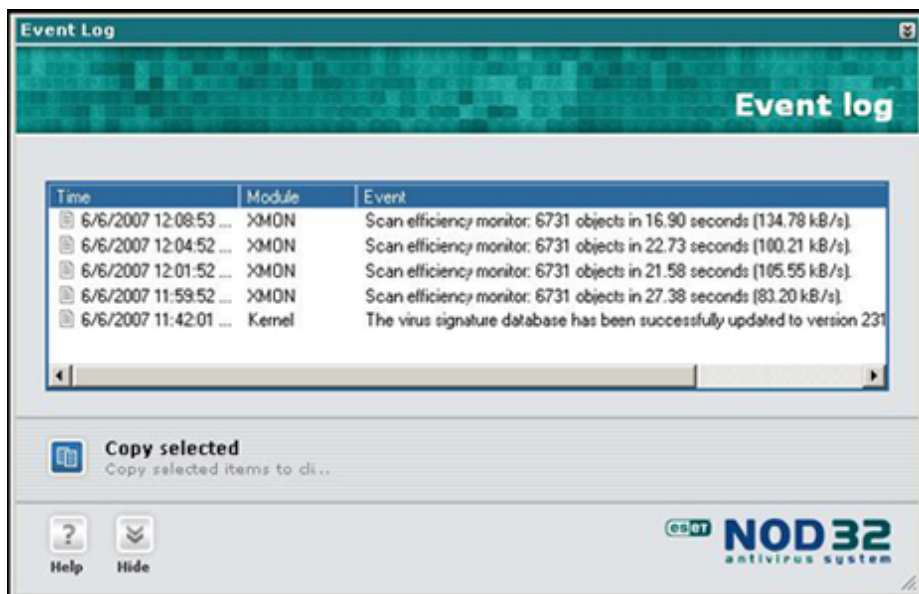 Event Log
Event log
Time Module Event
6/6/2007 12:08:53 ... XMON Scan efficiency monitor: 6731 objects in 16.90 seconds (134.78 kB/s).
6/6/2007 12:04:52 ... XMON Scan efficiency monitor: 6731 objects in 22.73 seconds (100.21 kB/s).
6/6/2007 12:01:52 ... XMON Scan efficiency monitor: 6731 objects in 21.58 seconds (105.55 kB/s).
6/6/2007 11:59:52 ... XMON Scan efficiency monitor: 6731 objects in 27.38 seconds (83.20 kB/s).
6/6/2007 11:42:01 ... Kernel The virus signature database has been successfully updated to version 231
Copy selected
Copy selected items to cli...
? 
Help Hide
eset NOD32
antivirus system